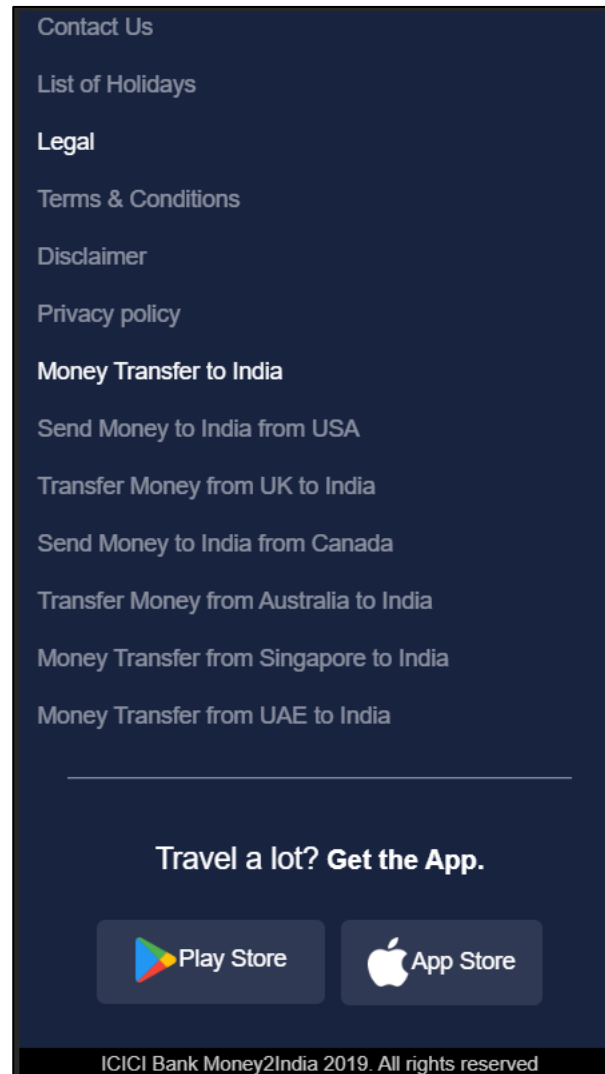 Contact Us
List of Holidays
Legal
Terms & Conditions
Disclaimer
Privacy policy
Money Transfer to India
Send Money to India from USA
Transfer Money from UK to India
Send Money to India from Canada
Transfer Money from Australia to India
Money Transfer from Singapore to India
Money Transfer from UAE to India
Travel a lot? Get the App.
Play Store App Store
ICICI Bank Money2India 2019. All rights reserved